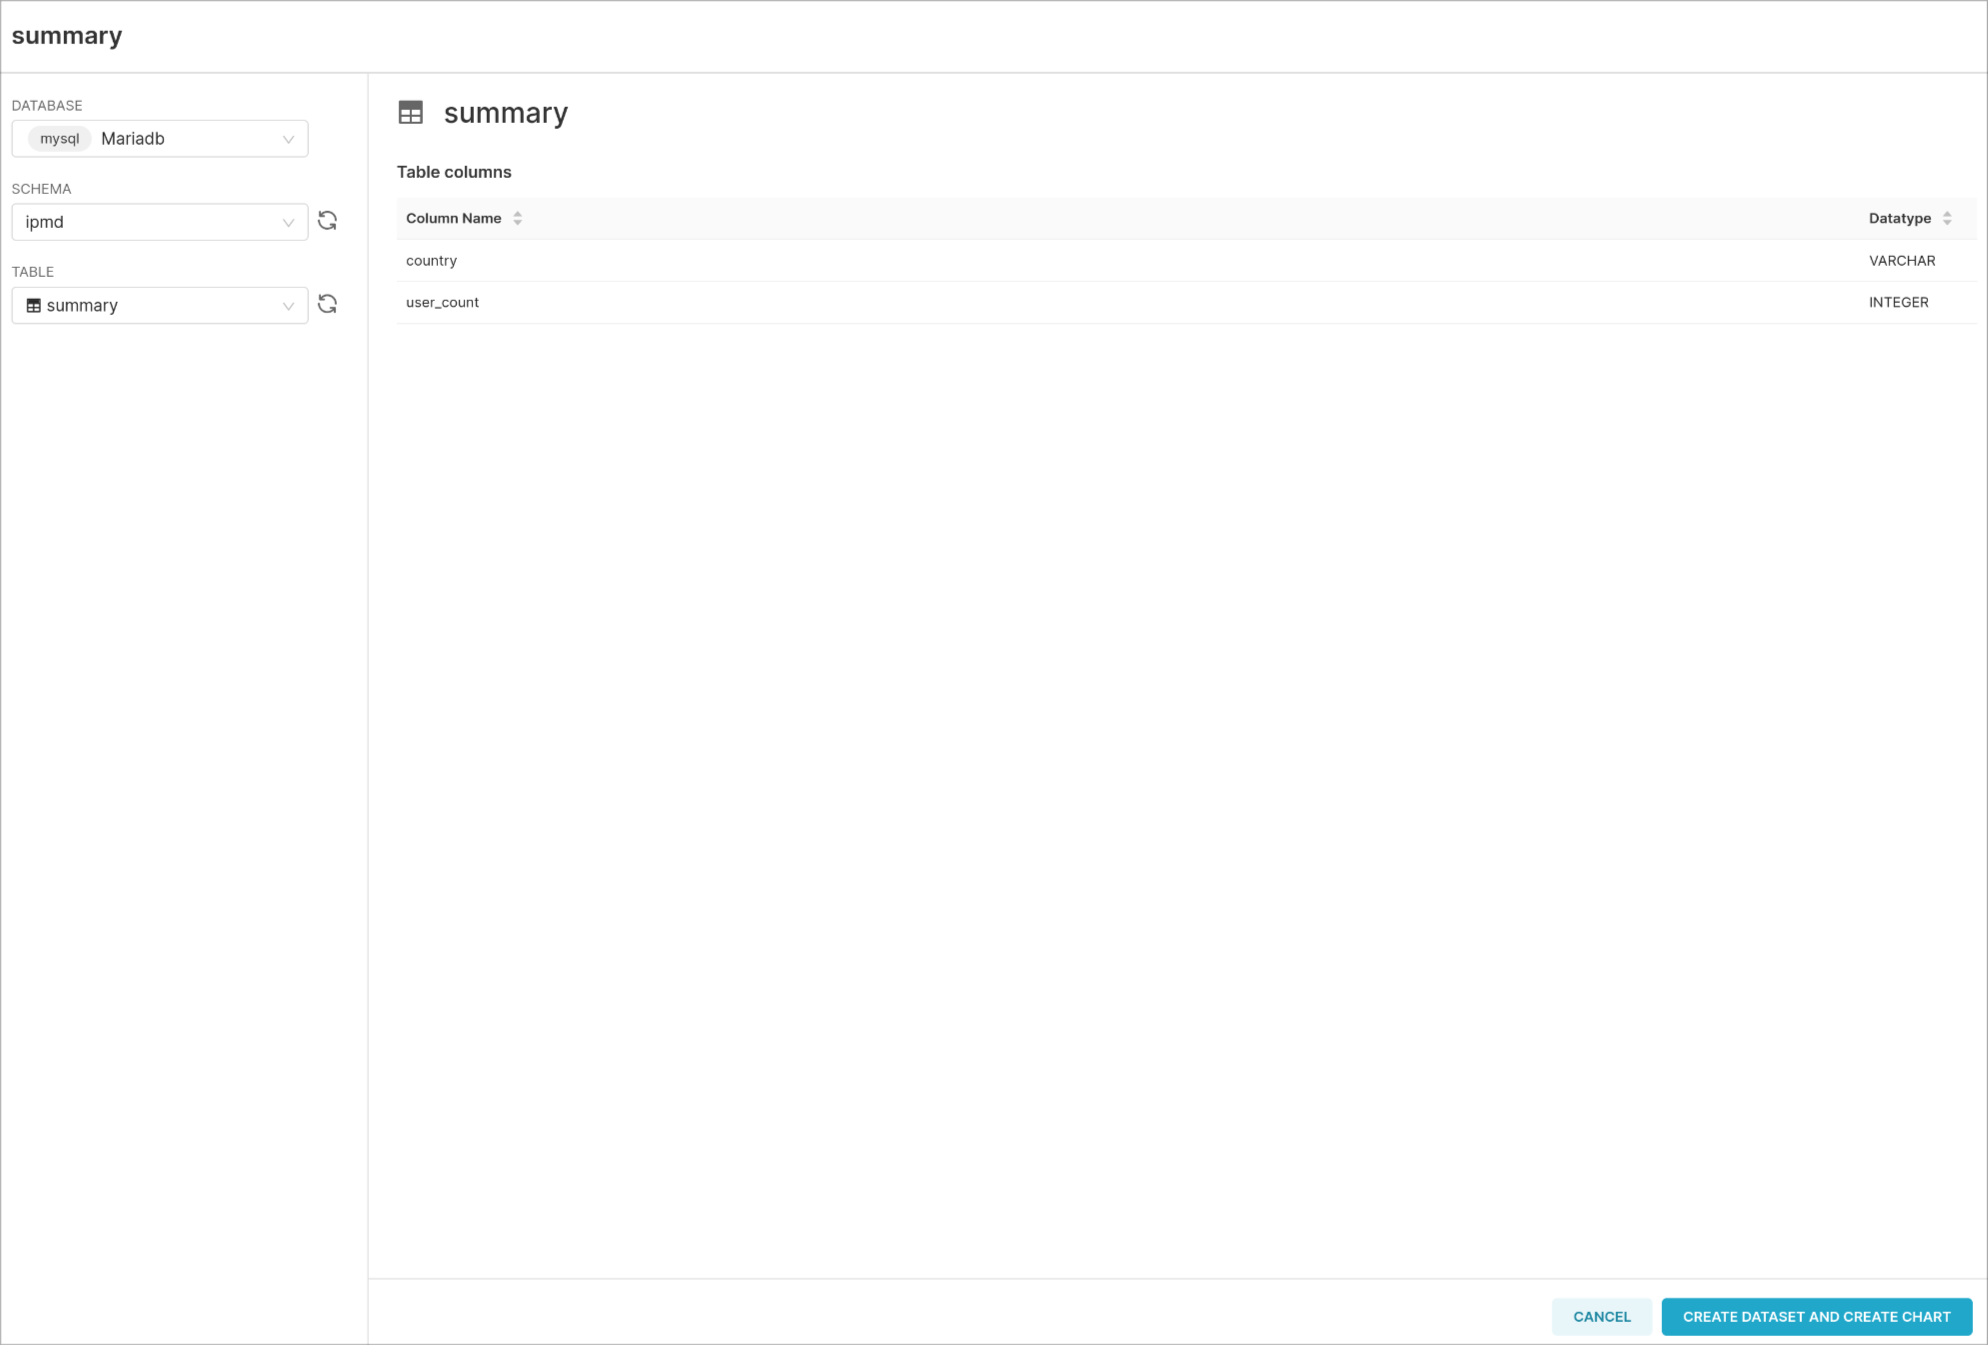 summary
DATABASE
mysql Mariadb
SCHEMA
ipmd
TABLE
summary
summary
Table columns
Column Name Datatype
country VARCHAR
user_count INTEGER
CANCEL CREATE DATASET AND CREATE CHART